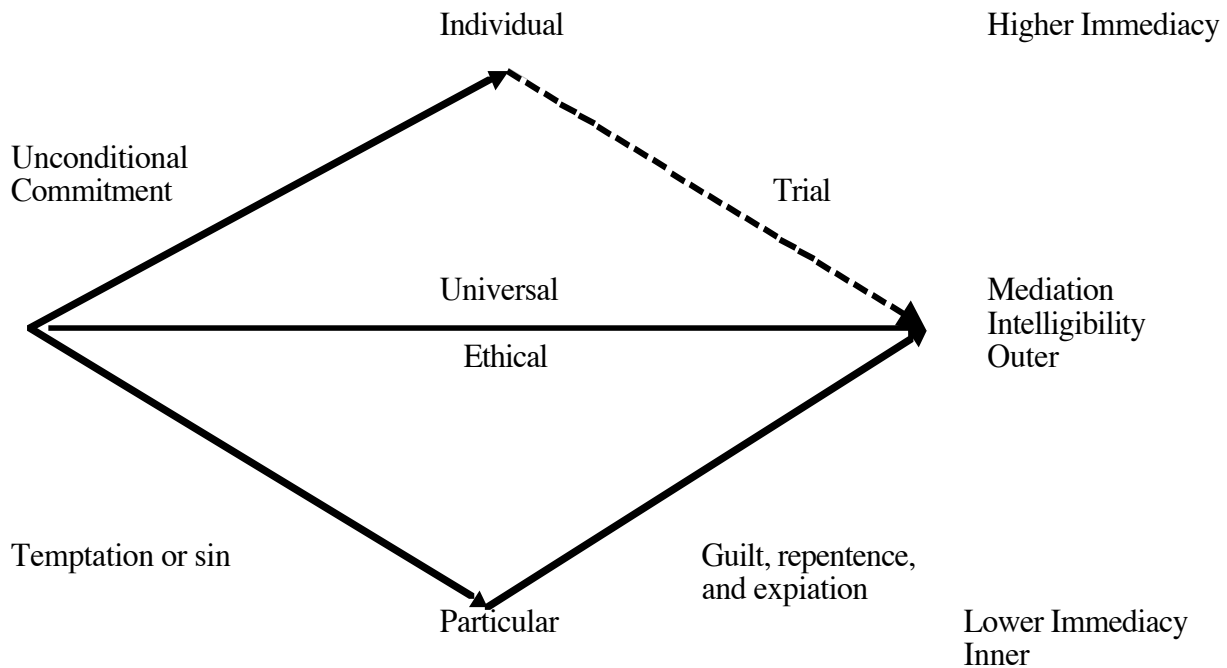 Individual
Higher Immediacy
Unconditional
Commitment
Trial
Universal
Ethical
Mediation
Intelligibility
Outer
Temptation or sin
Guilt, repentence,
and expiation
Particular
Lower Immediacy
Inner